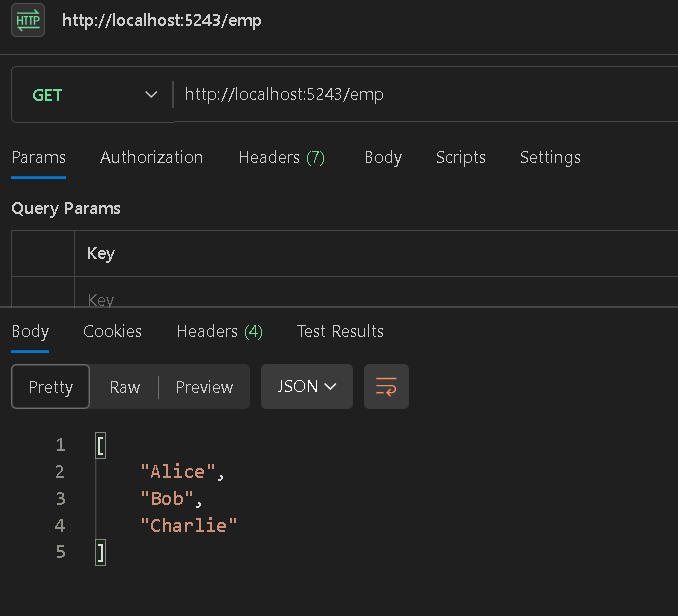 HTTP http://localhost:5243/emp
GET http://localhost:5243/emp
Params Authorization Headers (7) Body Scripts Settings
Query Params
Key
Key
Body Cookies Headers (4) Test Results
Pretty Raw Preview JSON
1 [
2 "Alice",
3 "Bob",
4 "Charlie"
5 ]